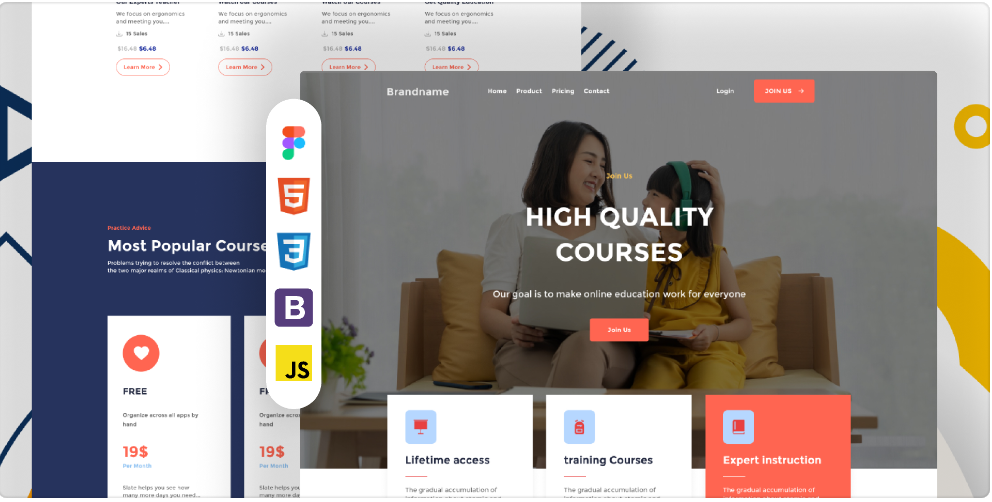 Our Experts Teacher
Watch Our Courses
Watch Our Courses
Get Quality Education
We focus on ergonomics
and meeting you....
15 Sales
$16.48 $6.48
Learn More
We focus on ergonomics
and meeting you....
15 Sales
$16.48 $6.48
Learn More
We focus on ergonomics
and meeting you....
15 Sales
$16.48 $6.48
Learn More
We focus on ergonomics
and meeting you....
15 Sales
$16.48 $6.48
Learn More
Practice Advice
Most Popular Course
Problems trying to resolve the conflict between
the two major realms of Classical physics: Newtonian me
FREE
Organize across all apps by
hand
19$
Per Month
Slate helps you see how
many more days you need...
Organize acros
hand
19$
Per Month
Slate helps you
many more da
5
3
B
JS
Brandname
Home Product Pricing Contact
Login
JOIN US →
Join Us
HIGH QUALITY
COURSES
Our goal is to make online education work for everyone
Join Us
Lifetime access
The gradual accumulation of
training Courses
The gradual accumulation of
Expert instruction
The gradual accumulation of